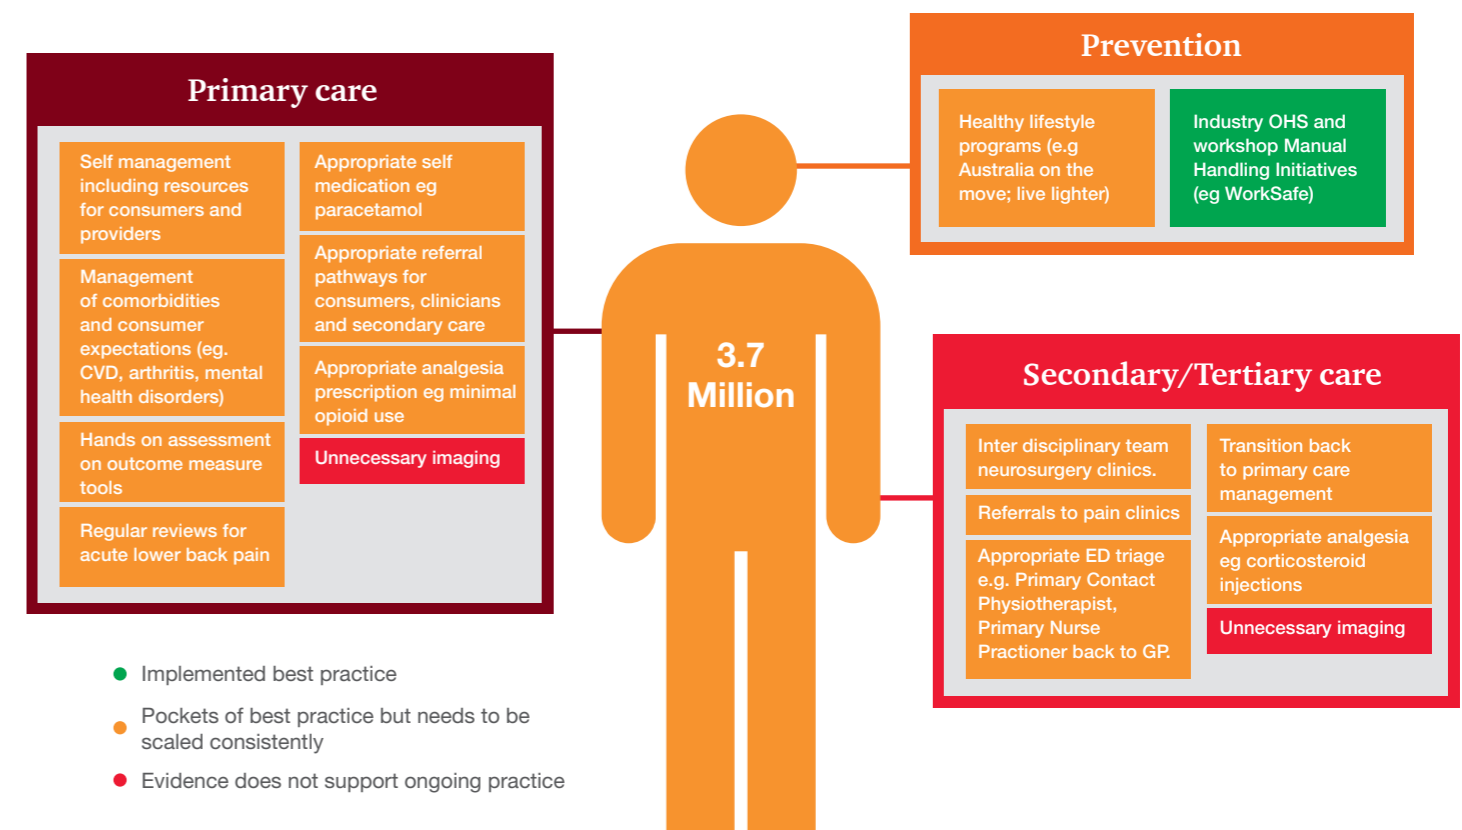 Primary care
Self management
including resources
for consumers and
providers
Management
of comorbidities
and consumer
expectations (eg.
CVD, arthritis, mental
health disorders)
Hands on assessment
on outcome measure
tools
Regular reviews for
acute lower back pain
Appropriate self
medication eg
paracetamol
Appropriate referral
pathways for
consumers, clinicians
and secondary care
Appropriate analgesia
prescription eg minimal
opioid use
Unnecessary imaging
3.7
Million
Prevention
Healthy lifestyle
programs (e.g
Australia on the
move; live lighter)
Industry OHS and
workshop Manual
Handling Initiatives
(eg WorkSafe)
Secondary/Tertiary care
Inter disciplinary team
neurosurgery clinics.
Referrals to pain clinics
Appropriate ED triage
e.g. Primary Contact
Physiotherapist,
Primary Nurse
Practioner back to GP.
Transition back
to primary care
management
Appropriate analgesia
eg corticosteroid
injections
Unnecessary imaging
Implemented best practice
Pockets of best practice but needs to be
scaled consistently
Evidence does not support ongoing practice